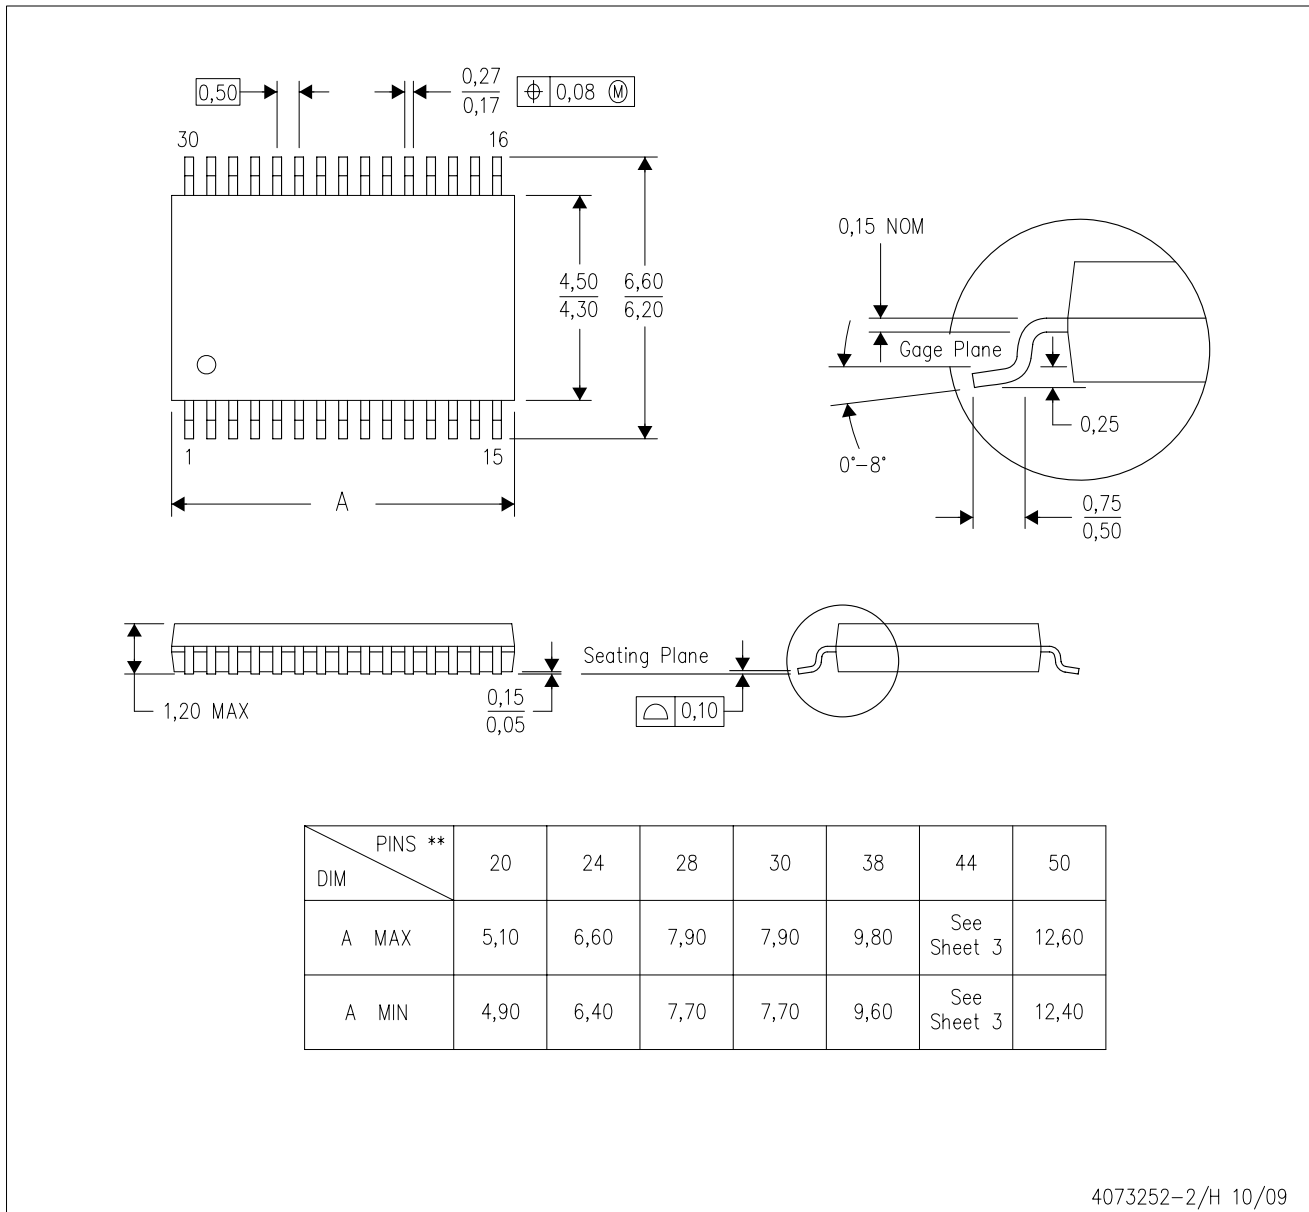 0,50
0,27
0,17
⌖ 0,08 Ⓜ
30
16
4,50
4,30
6,60
6,20
1
15
A
0,15 NOM
Gage Plane
0,25
0°–8°
0,75
0,50
1,20 MAX
0,15
0,05
Seating Plane
⌓ 0,10
PINS **
DIM
20 24 28 30 38 44 50
A MAX 5,10 6,60 7,90 7,90 9,80 See Sheet 3 12,60
A MIN 4,90 6,40 7,70 7,70 9,60 See Sheet 3 12,40
4073252-2/H 10/09